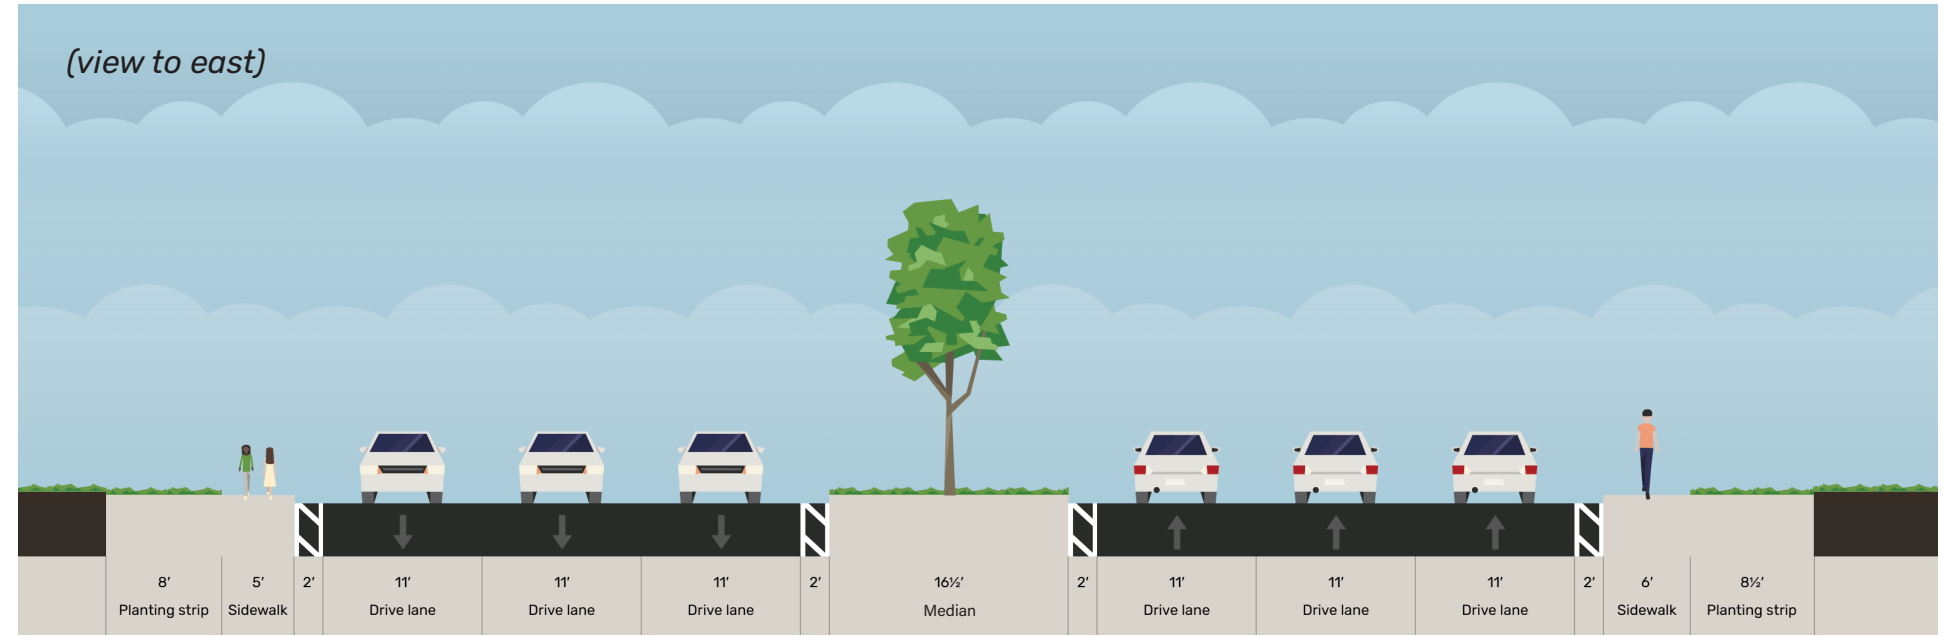 (view to east)
8′ 5′ 2′ 11′ 11′ 11′ 2′ 16½′ 2′ 11′ 11′ 11′ 2′ 6′ 8½′
Planting strip Sidewalk Drive lane Drive lane Drive lane Median Drive lane Drive lane Drive lane Sidewalk Planting strip